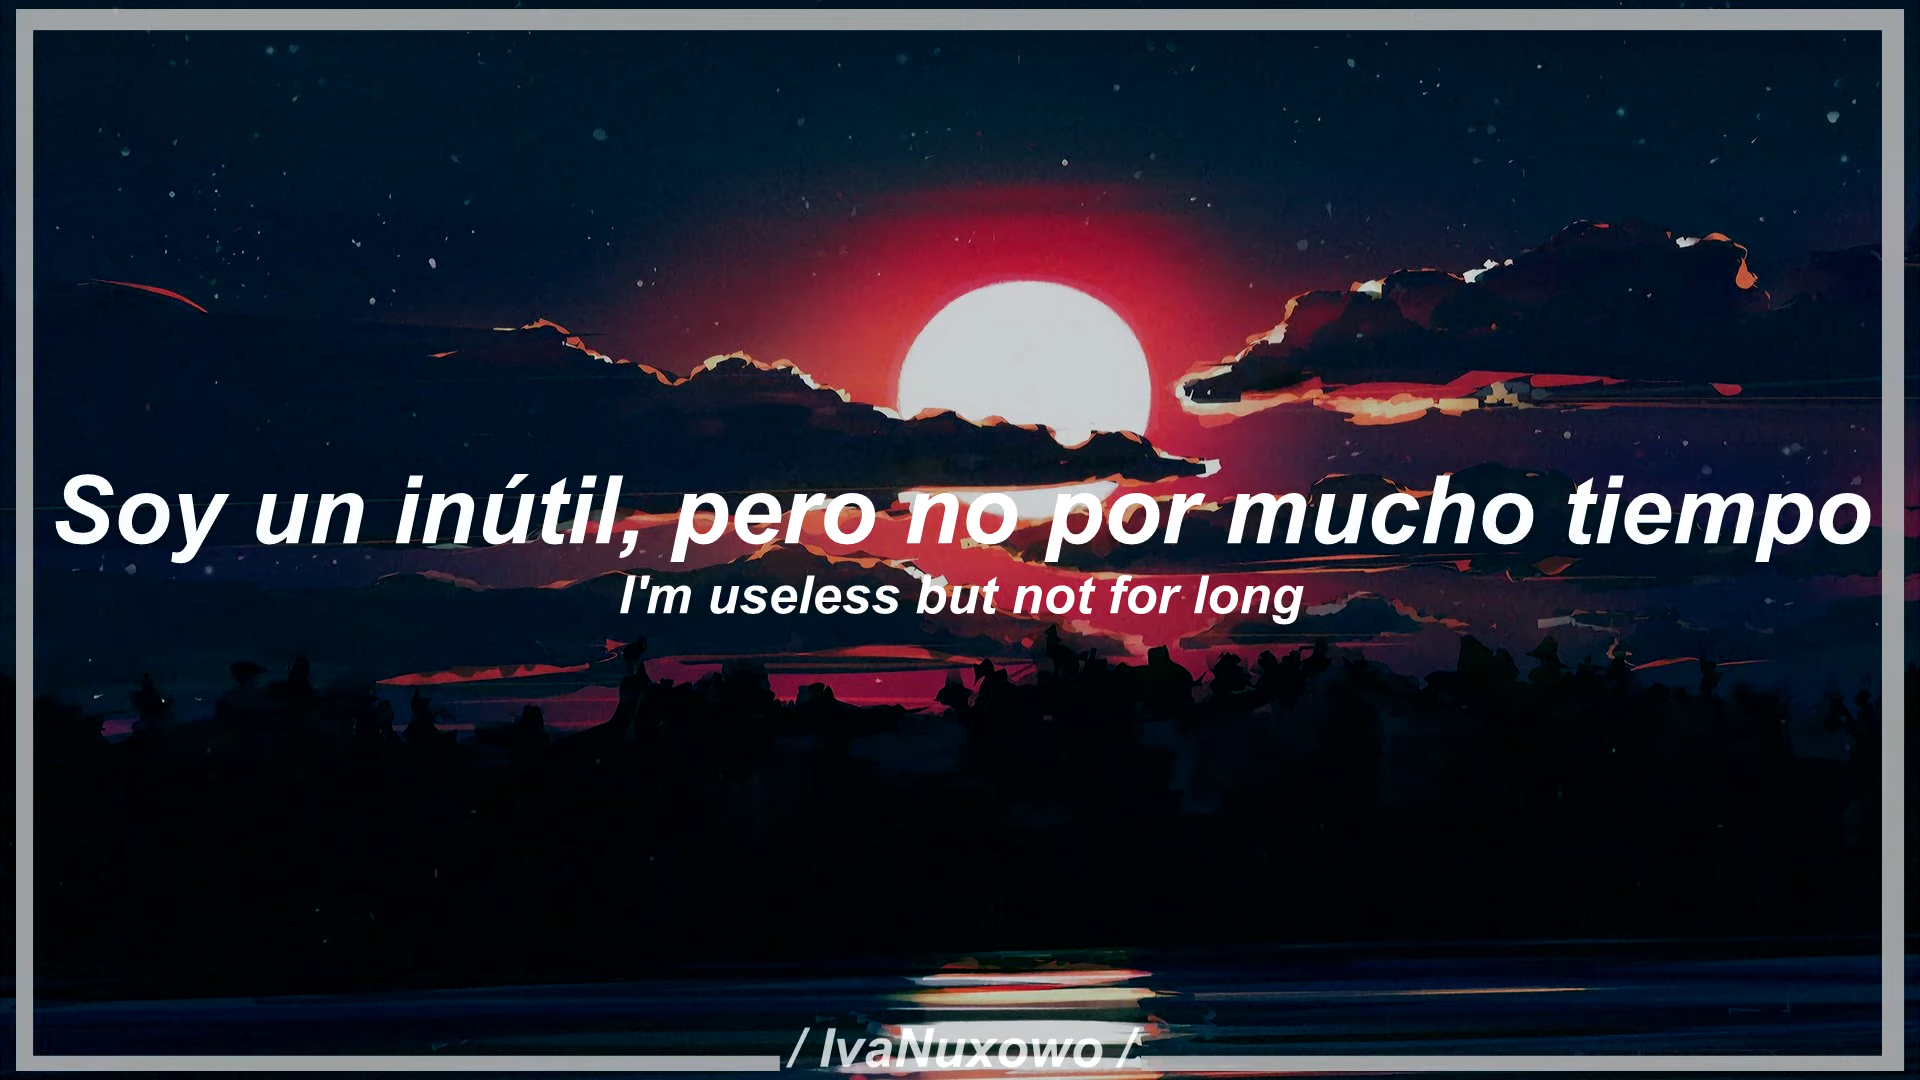 Soy un inútil, pero no por mucho tiempo
I'm useless but not for long
/ IvaNuxowo /